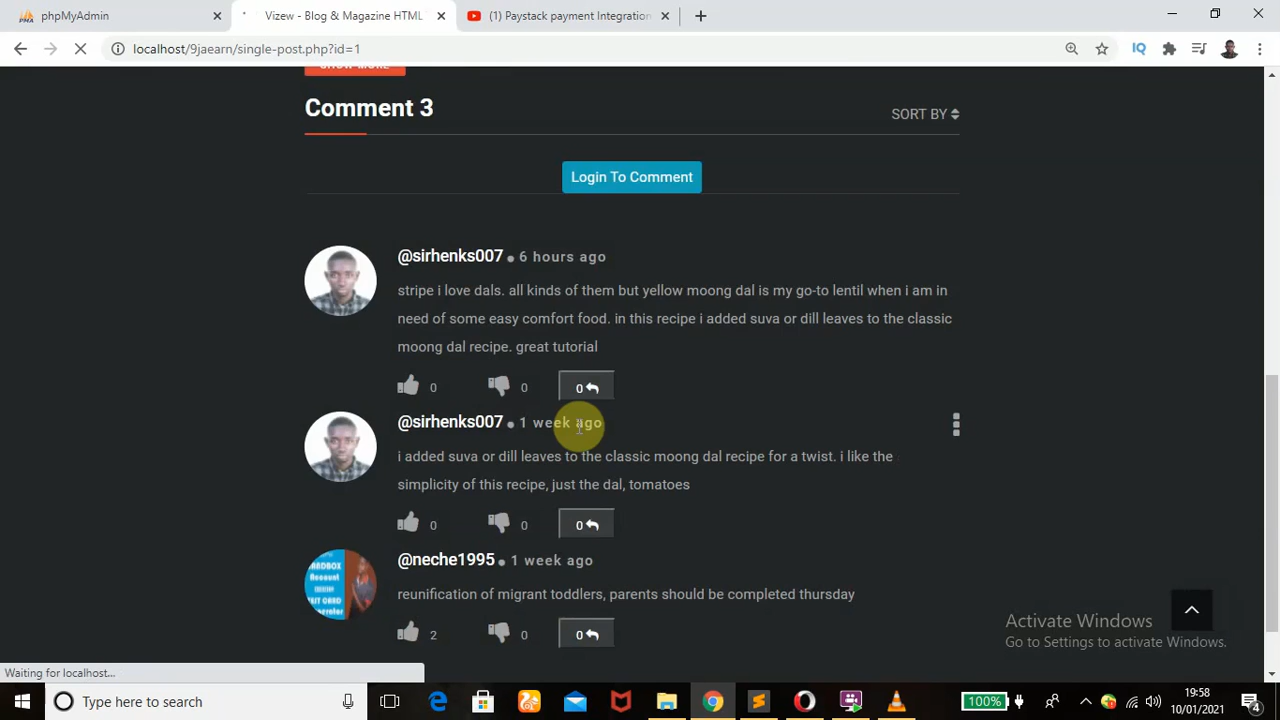 phpMyAdmin
Vizew - Blog & Magazine HTML
(1) Paystack payment Integration
localhost/9jaearn/single-post.php?id=1
SHOW MORE
Comment 3
SORT BY
Login To Comment
@sirhenks007 ● 6 hours ago
stripe i love dals. all kinds of them but yellow moong dal is my go-to lentil when i am in
need of some easy comfort food. in this recipe i added suva or dill leaves to the classic
moong dal recipe. great tutorial
0 0 0
@sirhenks007 ● 1 week ago
i added suva or dill leaves to the classic moong dal recipe for a twist. i like the
simplicity of this recipe, just the dal, tomatoes
0 0 0
@neche1995 ● 1 week ago
reunification of migrant toddlers, parents should be completed thursday
2 0 0
Activate Windows
Go to Settings to activate Windows.
Waiting for localhost...
Type here to search
100%
19:58
10/01/2021
4